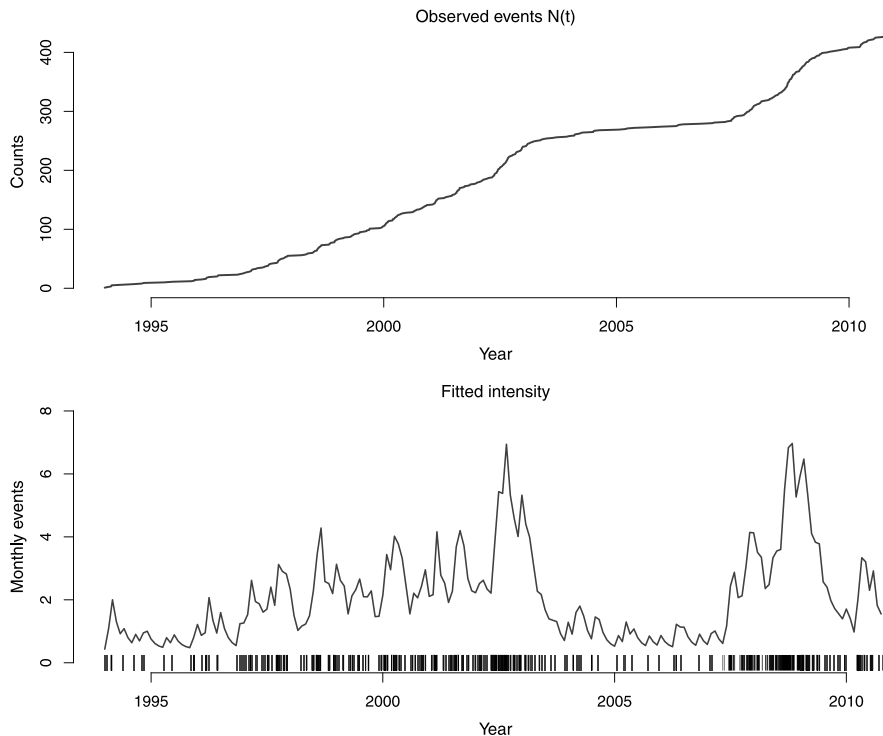 Observed events N(t)
400
300
200
100
0
Counts
1995 2000 2005 2010
Year
Fitted intensity
8
6
4
2
0
Monthly events
1995 2000 2005 2010
Year